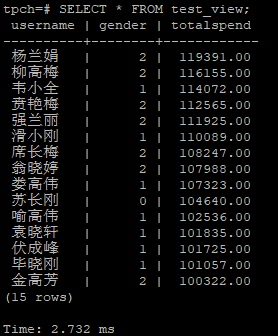 tpch=# SELECT * FROM test_view;
username | gender | totalspend
----------+--------+------------
杨兰娟 | 2 | 119391.00
柳高梅 | 2 | 116155.00
韦小全 | 1 | 114072.00
贲艳梅 | 2 | 112565.00
强兰丽 | 2 | 111925.00
滑小刚 | 1 | 110089.00
席长梅 | 2 | 108247.00
翁晓婷 | 2 | 107988.00
娄高伟 | 1 | 107323.00
苏长刚 | 0 | 104640.00
喻高伟 | 1 | 102536.00
袁晓轩 | 1 | 101835.00
伏成峰 | 1 | 101725.00
毕晓刚 | 1 | 101057.00
金高芳 | 2 | 100322.00
(15 rows)
Time: 2.732 ms